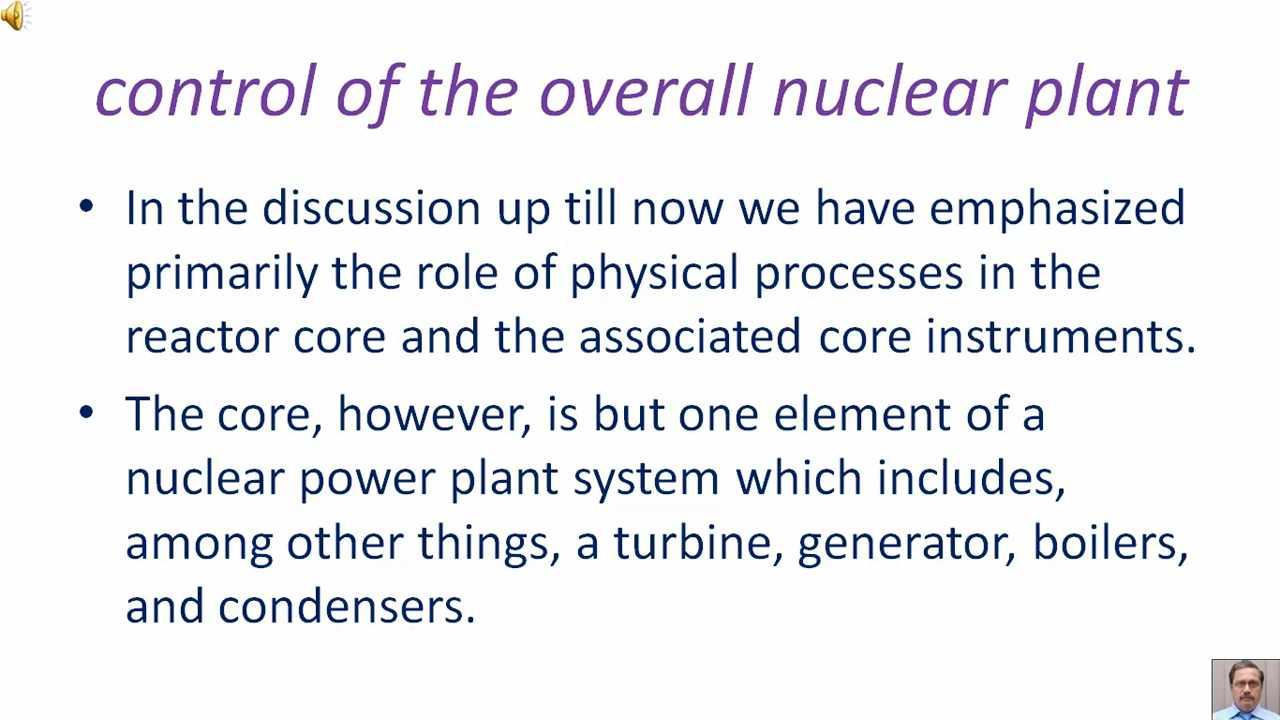 control of the overall nuclear plant
• In the discussion up till now we have emphasized
primarily the role of physical processes in the
reactor core and the associated core instruments.
• The core, however, is but one element of a
nuclear power plant system which includes,
among other things, a turbine, generator, boilers,
and condensers.